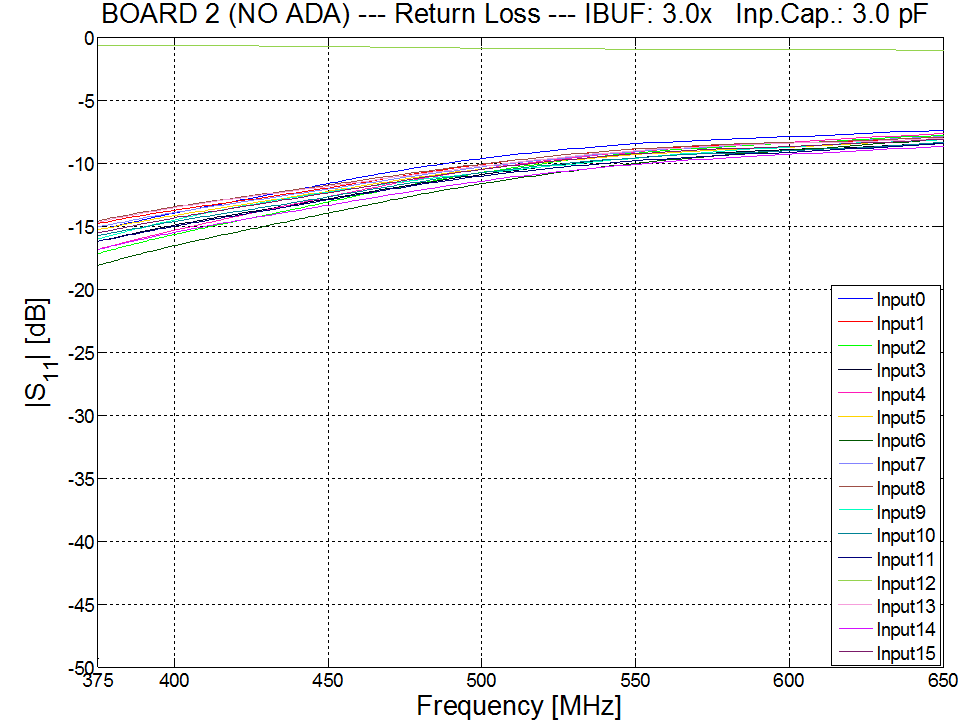 BOARD 2 (NO ADA) --- Return Loss --- IBUF: 3.0x Inp.Cap.: 3.0 pF
0
-5
-10
-15
-20
-25
-30
-35
-40
-45
-50
|S11| [dB]
Input0
Input1
Input2
Input3
Input4
Input5
Input6
Input7
Input8
Input9
Input10
Input11
Input12
Input13
Input14
Input15
375 400 450 500 550 600 650
Frequency [MHz]